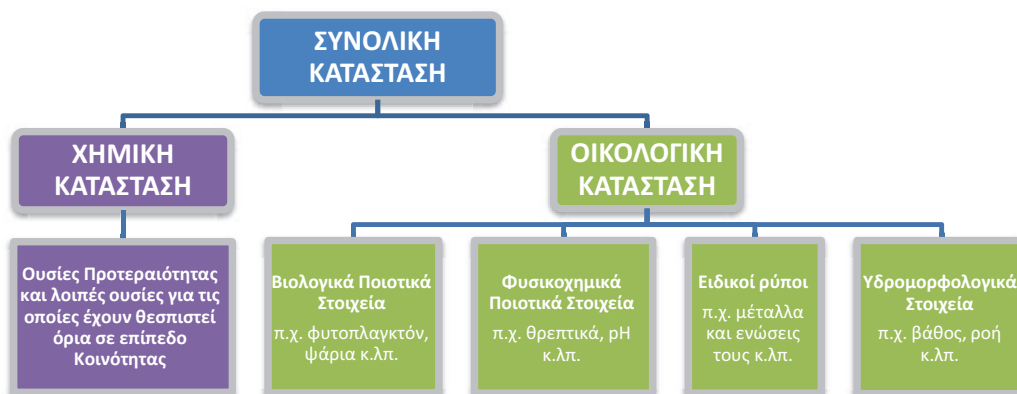 ΣΥΝΟΛΙΚΗ
ΚΑΤΑΣΤΑΣΗ
ΧΗΜΙΚΗ
ΚΑΤΑΣΤΑΣΗ
ΟΙΚΟΛΟΓΙΚΗ
ΚΑΤΑΣΤΑΣΗ
Ουσίες Προτεραιότητας
και λοιπές ουσίες για τις
οποίες έχουν θεσπιστεί
όρια σε επίπεδο
Κοινότητας
Βιολογικά Ποιοτικά
Στοιχεία
π.χ. φυτοπλαγκτόν,
ψάρια κ.λπ.
Φυσικοχημικά
Ποιοτικά Στοιχεία
π.χ. θρεπτικά, pH
κ.λπ.
Ειδικοί ρύποι
π.χ. μέταλλα
και ενώσεις
τους κ.λπ.
Υδρομορφολογικά
Στοιχεία
π.χ. βάθος, ροή
κ.λπ.